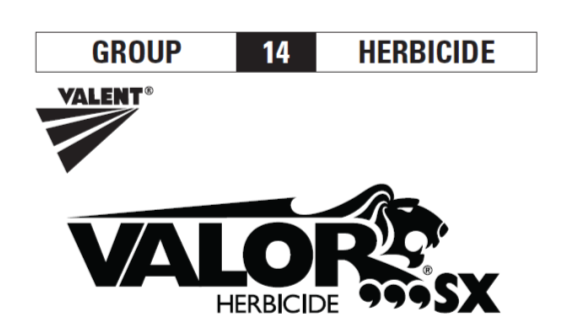 GROUP 14 HERBICIDE
VALENT®
VALOR® SX
HERBICIDE